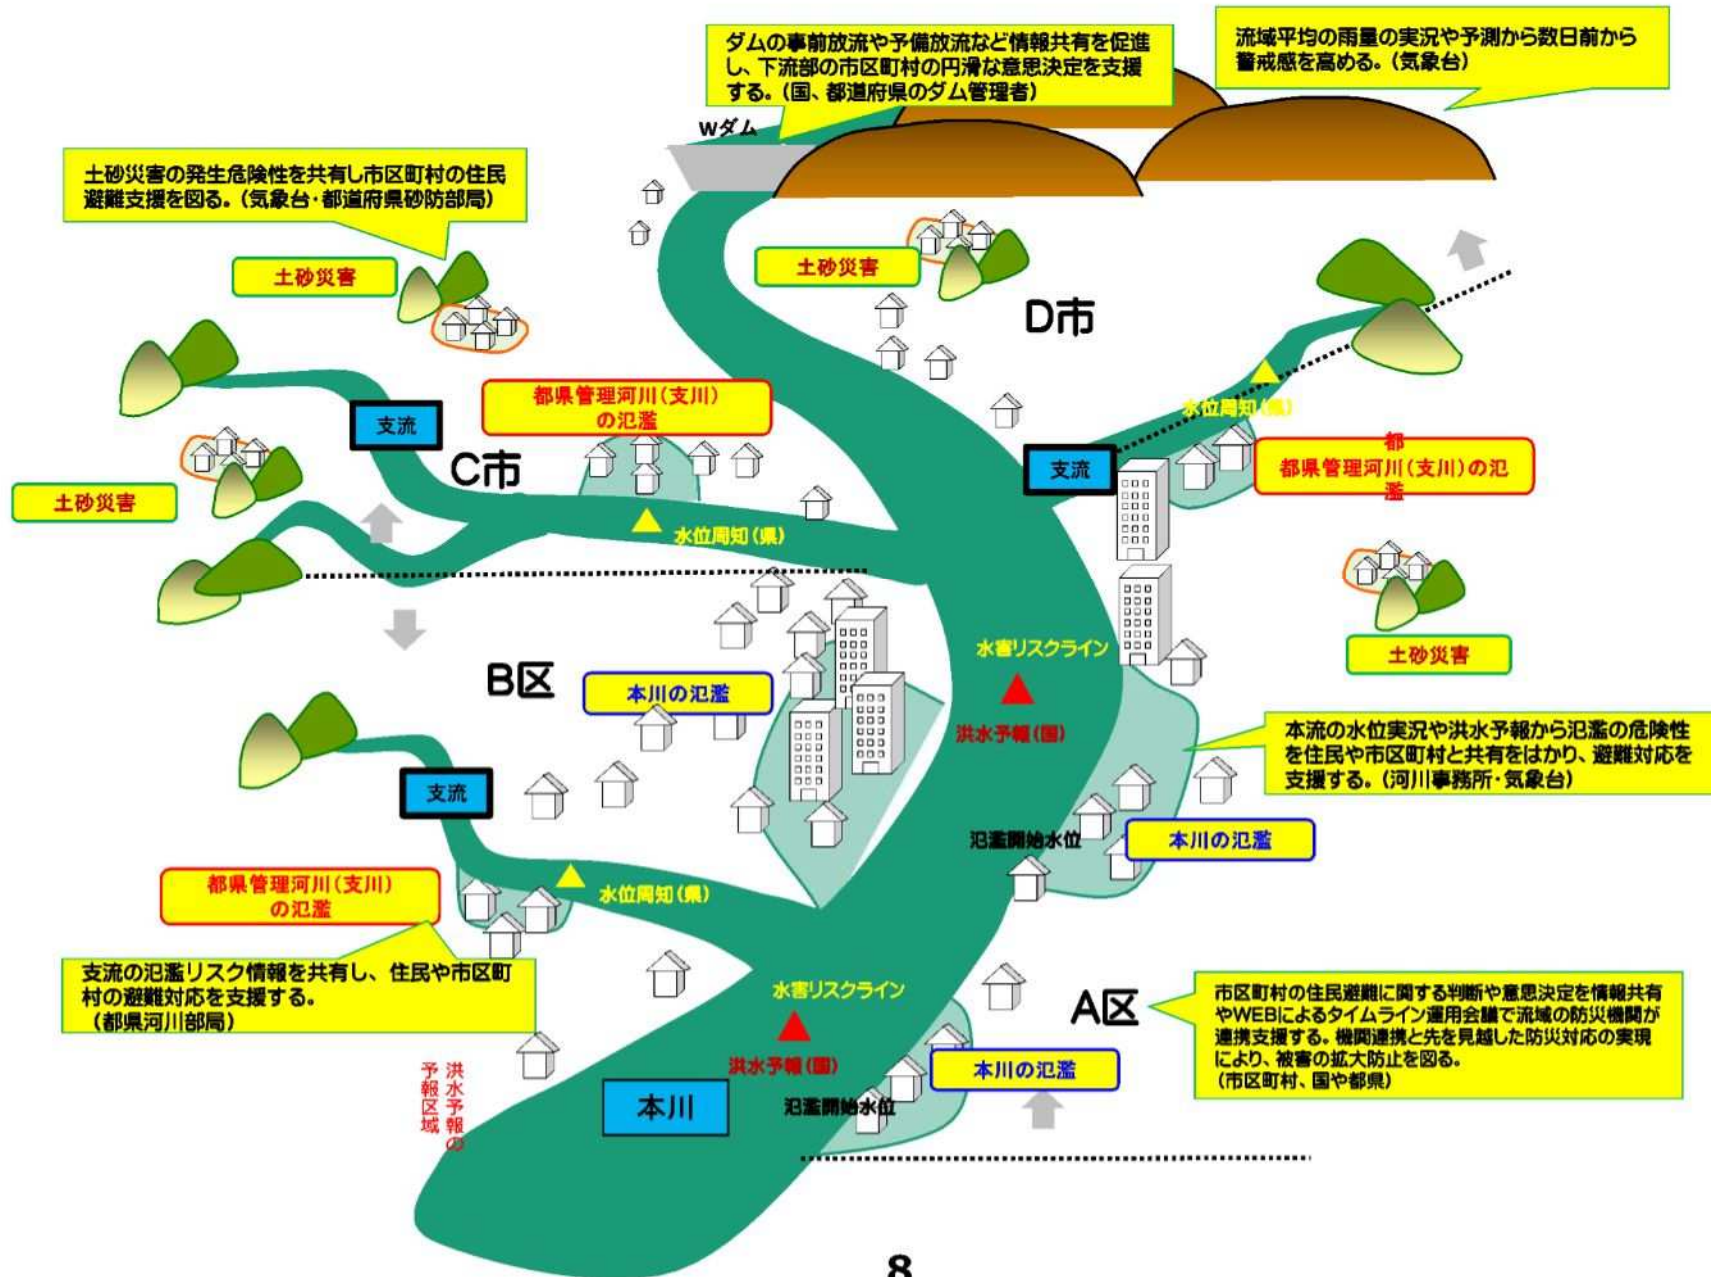 ダムの事前放流や予備放流など情報共有を促進
し、下流部の市区町村の円滑な意思決定を支援
する。(国、都道府県のダム管理者)
流域平均の雨量の実況や予測から数日前から
警戒感を高める。(気象台)
Wダム
土砂災害の発生危険性を共有し市区町村の住民
避難支援を図る。(気象台・都道府県砂防部局)
土砂災害
土砂災害
D市
都県管理河川(支川)
の氾濫
支流
水位周知(県)
C市
支流
都
都県管理河川(支川)の氾
濫
土砂災害
水位周知(県)
水害リスクライン
土砂災害
B区
本川の氾濫
洪水予報(国)
本流の水位実況や洪水予報から氾濫の危険性
を住民や市区町村と共有をはかり、避難対応を
支援する。(河川事務所・気象台)
支流
氾濫開始水位
本川の氾濫
都県管理河川(支川)
の氾濫
水位周知(県)
支流の氾濫リスク情報を共有し、住民や市区町
村の避難対応を支援する。
(都県河川部局)
水害リスクライン
A区
市区町村の住民避難に関する判断や意思決定を情報共有
やWEBによるタイムライン運用会議で流域の防災機関が
連携支援する。機関連携と先を見越した防災対応の実現
により、被害の拡大防止を図る。
(市区町村、国や都県)
洪水予報(国)
本川の氾濫
洪水予報の
予報区域
本川
氾濫開始水位
8